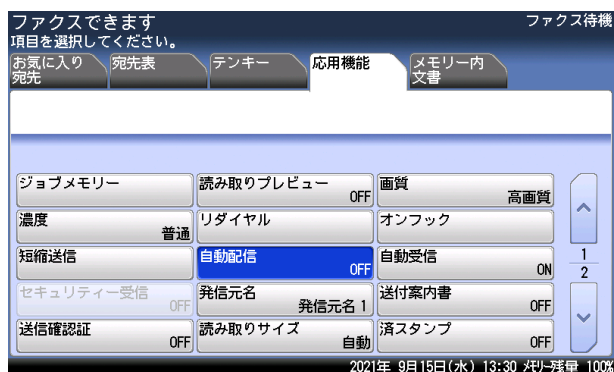 ファクスできます ファクス待機
項目を選択してください。
お気に入り 宛先表 テンキー 応用機能 メモリー内
宛先 文書
ジョブメモリー 読み取りプレビュー 画質
OFF 高画質
濃度 リダイヤル オンフック
普通
短縮送信 自動配信 自動受信
OFF ON
1
2
セキュリティー受信 発信元名 送付案内書
OFF 発信元名 1 OFF
送信確認証 読み取りサイズ 済スタンプ
OFF 自動 OFF
2021年 9月15日(水) 13:30 メモリー残量 100%